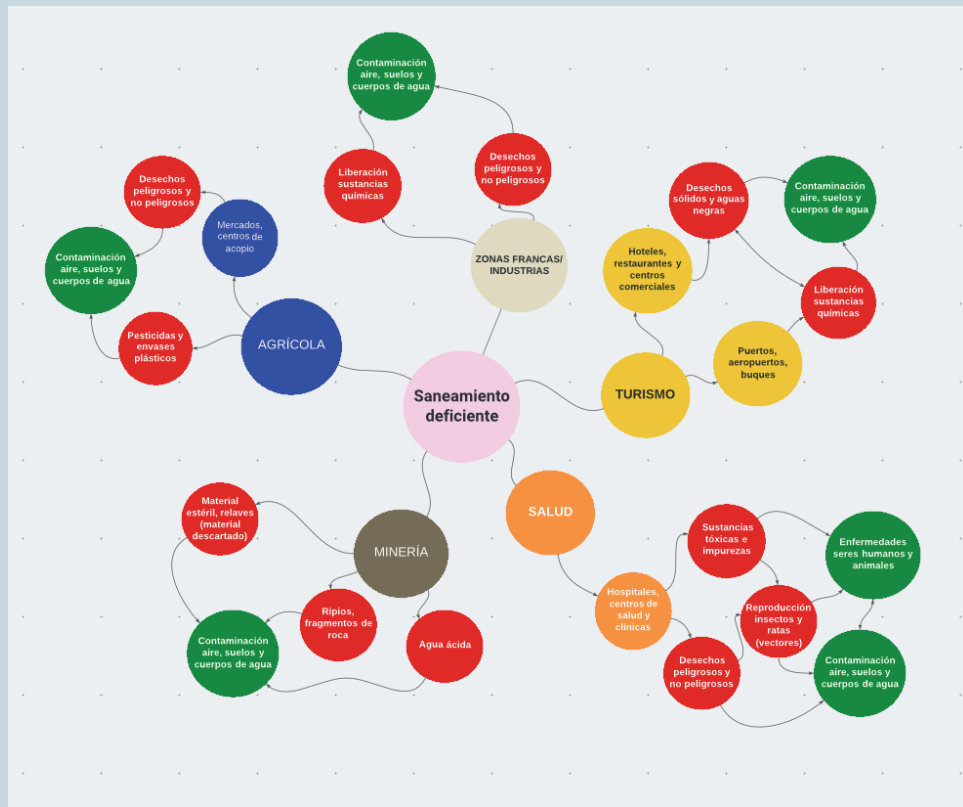 Contaminación
aire, suelos y
cuerpos de agua
Liberación
sustancias
químicas
Desechos
peligrosos y
no peligrosos
ZONAS FRANCAS/
INDUSTRIAS
Desechos
peligrosos y
no peligrosos
Mercados,
centros de
acopio
Contaminación
aire, suelos y
cuerpos de agua
Pesticidas y
envases
plásticos
AGRÍCOLA
Desechos
sólidos y aguas
negras
Contaminación
aire, suelos y
cuerpos de agua
Hoteles,
restaurantes y
centros
comerciales
Liberación
sustancias
químicas
Puertos,
aeropuertos,
buques
TURISMO
Saneamiento
deficiente
Material
estéril, relaves
(material
descartado)
MINERÍA
Ripios,
fragmentos de
roca
Agua ácida
Contaminación
aire, suelos y
cuerpos de agua
SALUD
Hospitales,
centros de
salud y
clínicas
Sustancias
tóxicas e
impurezas
Enfermedades
seres humanos y
animales
Reproducción
insectos y
ratas
(vectores)
Desechos
peligrosos y
no peligrosos
Contaminación
aire, suelos y
cuerpos de agua